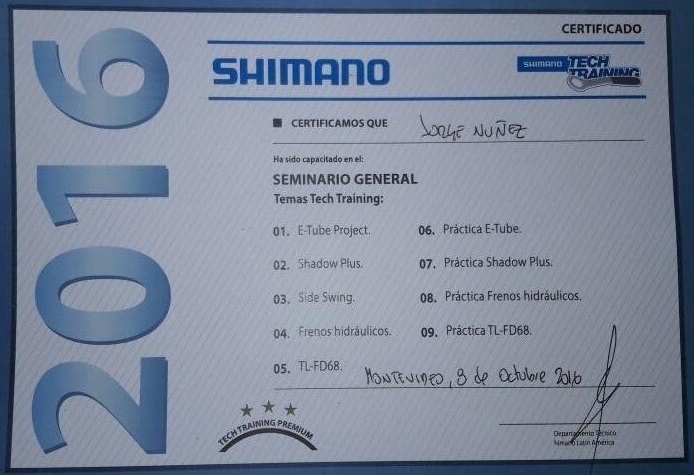 CERTIFICADO
2016
SHIMANO
SHIMANO TECH TRAINING
CERTIFICAMOS QUE JORGE NUÑEZ
Ha sido capacitado en el:
SEMINARIO GENERAL
Temas Tech Training:
01. E-Tube Project.
02. Shadow Plus.
03. Side Swing.
04. Frenos hidráulicos.
05. TL-FD68.
06. Práctica E-Tube.
07. Práctica Shadow Plus.
08. Práctica Frenos hidráulicos.
09. Práctica TL-FD68.
MONTEVIDEO, 9 de Octubre 2016
TECH TRAINING PREMIUM
Departamento Técnico
himano Latin América